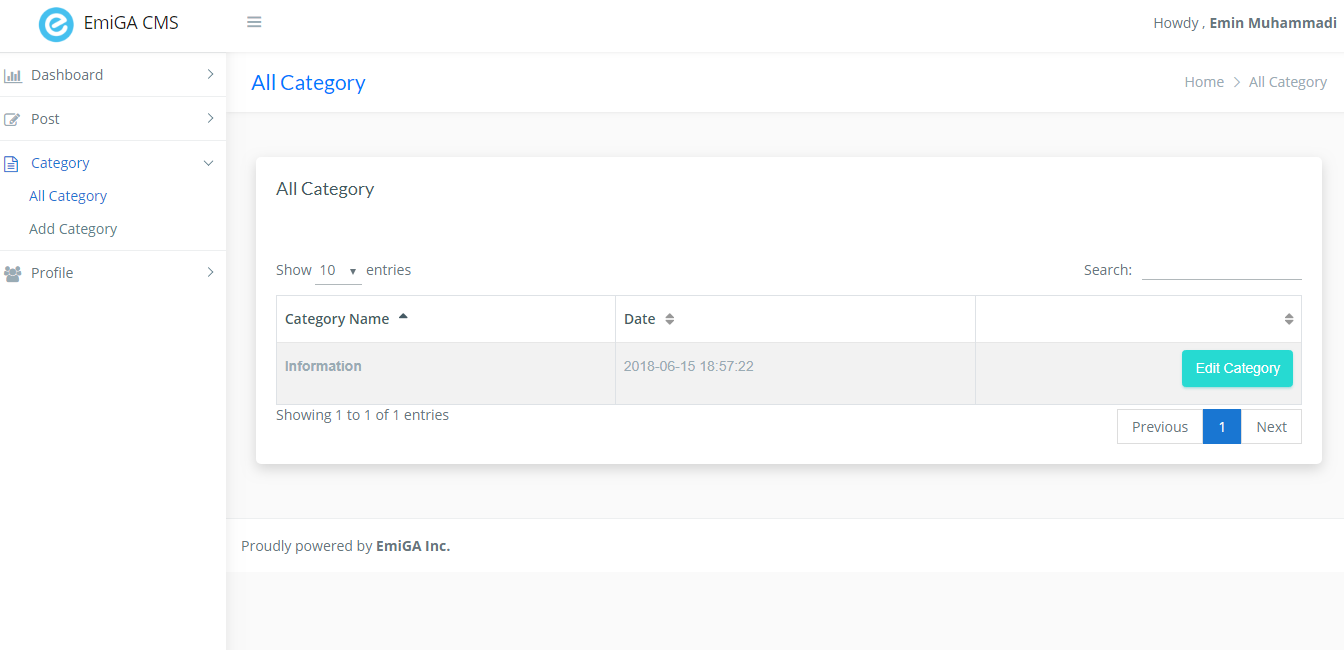 EmiGA CMS
Howdy , Emin Muhammadi
Dashboard
Post
Category
All Category
Add Category
Profile
All Category
Home > All Category
All Category
Show 10 entries
Search:
Category Name Date
Information 2018-06-15 18:57:22 Edit Category
Showing 1 to 1 of 1 entries
Previous 1 Next
Proudly powered by EmiGA Inc.